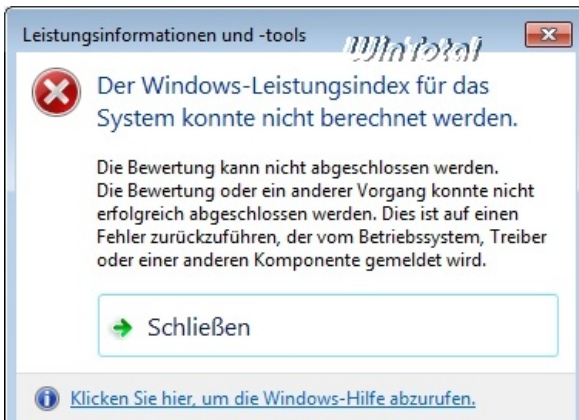 Leistungsinformationen und -tools
WinTotal
Der Windows-Leistungsindex für das
System konnte nicht berechnet werden.
Die Bewertung kann nicht abgeschlossen werden.
Die Bewertung oder ein anderer Vorgang konnte nicht
erfolgreich abgeschlossen werden. Dies ist auf einen
Fehler zurückzuführen, der vom Betriebssystem, Treiber
oder einer anderen Komponente gemeldet wird.
Schließen
Klicken Sie hier, um die Windows-Hilfe abzurufen.